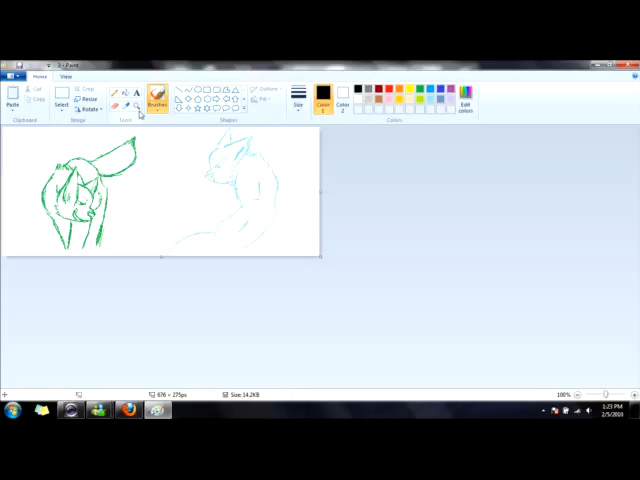 3 - Paint
Home View
Paste
Cut
Copy
Clipboard
Select
Crop
Resize
Rotate
Image
A
Tools
Brushes
Shapes
Outline
Fill
Size
Color 1
Color 2
Edit colors
Colors
676 × 275px
Size: 14.2KB
100%
1:23 PM
2/5/2010